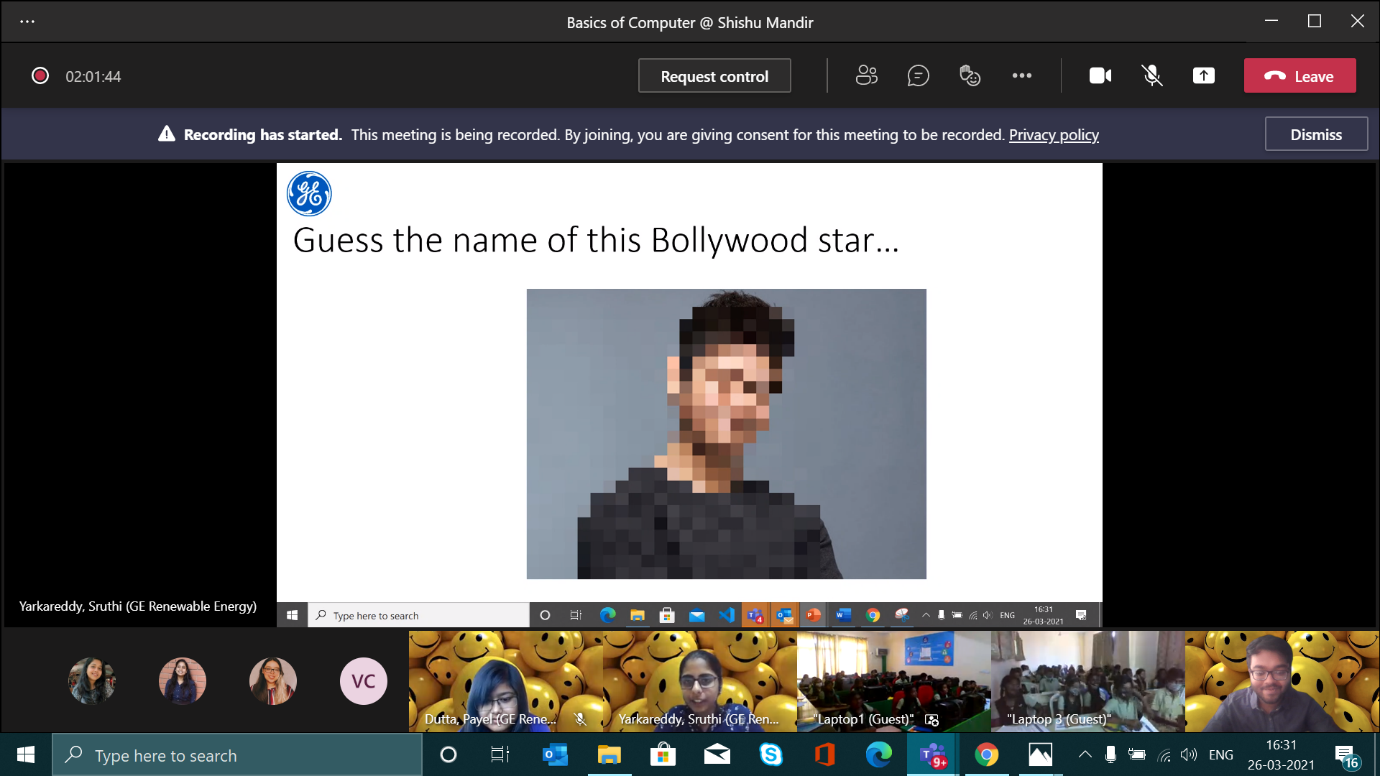 Basics of Computer @ Shishu Mandir
02:01:44
Request control
Leave
Recording has started. This meeting is being recorded. By joining, you are giving consent for this meeting to be recorded. Privacy policy
Dismiss
GE
Guess the name of this Bollywood star...
Yarkareddy, Sruthi (GE Renewable Energy)
Type here to search
4
ENG
16:31
26-03-2021
VC
Dutta, Payel (GE Rene...
Yarkareddy, Sruthi (GE Ren...
"Laptop1 (Guest)"
"Laptop 3 (Guest)"
Type here to search
9+
ENG
16:31
26-03-2021
16